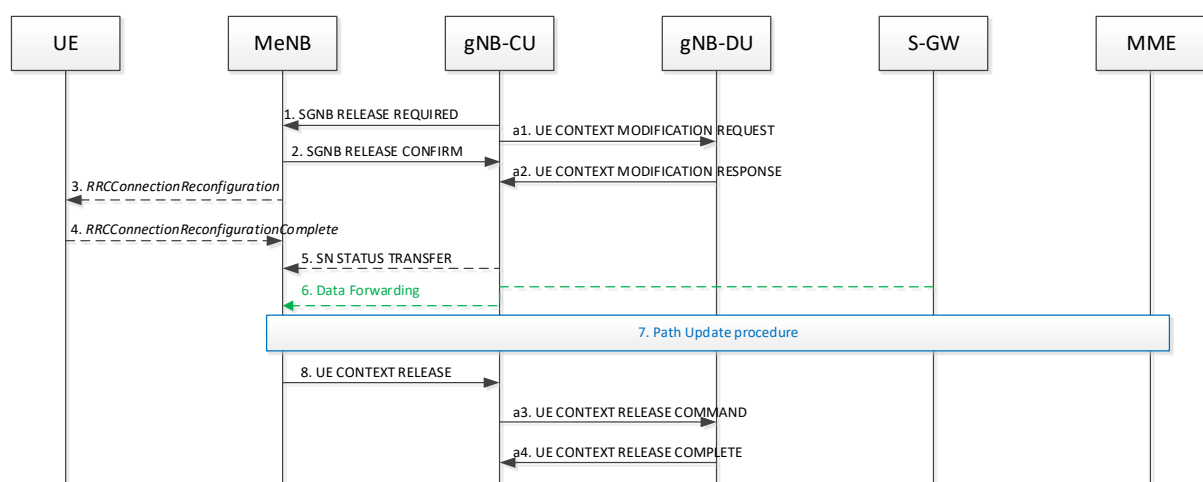 UE
MeNB
gNB-CU
gNB-DU
S-GW
MME
1. SGNB RELEASE REQUIRED
a1. UE CONTEXT MODIFICATION REQUEST
2. SGNB RELEASE CONFIRM
a2. UE CONTEXT MODIFICATION RESPONSE
3. RRCConnectionReconfiguration
4. RRCConnectionReconfigurationComplete
5. SN STATUS TRANSFER
6. Data Forwarding
7. Path Update procedure
8. UE CONTEXT RELEASE
a3. UE CONTEXT RELEASE COMMAND
a4. UE CONTEXT RELEASE COMPLETE